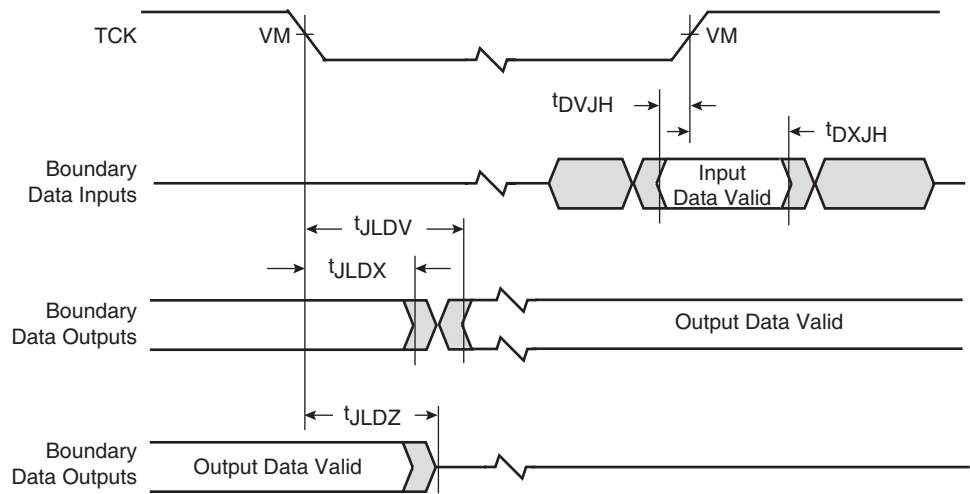 TCK
VM
VM
tDVJH
tDXJH
Boundary
Data Inputs
Input
Data Valid
tJLDV
tJLDX
Boundary
Data Outputs
Output Data Valid
tJLDZ
Boundary
Data Outputs
Output Data Valid